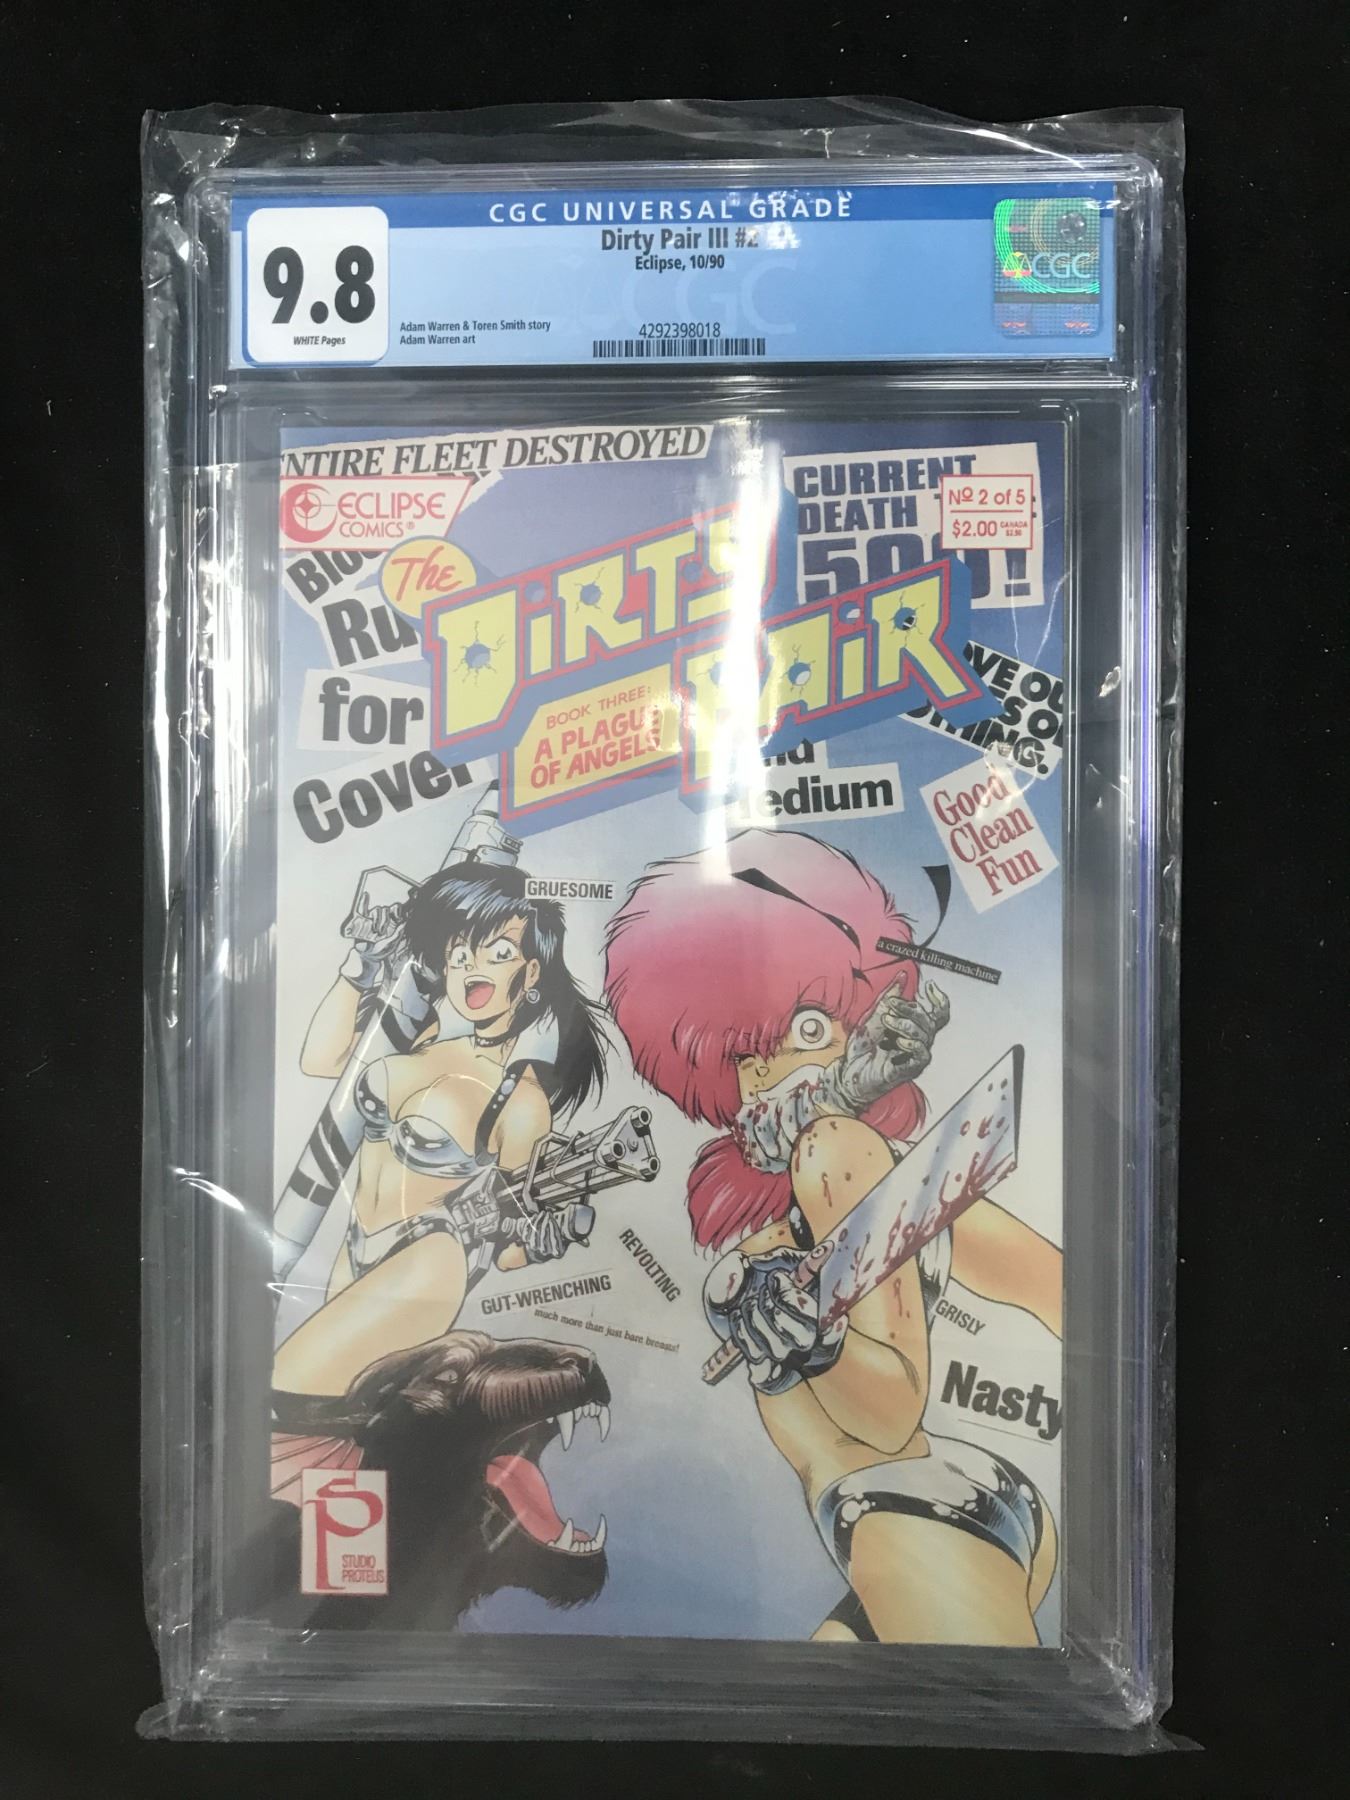 CGC UNIVERSAL GRADE
9.8
WHITE Pages
Dirty Pair III #2
Eclipse, 10/90
Adam Warren & Toren Smith story
Adam Warren art
4292398018
CGC
CGC
NTIRE FLEET DESTROYED
ECLIPSE
COMICS®
CURRENT
DEATH
No 2 of 5
$2.00 CANADA
Ru
for
Cover
The
DiRTY
PAiR
BOOK THREE:
A PLAGUE
OF ANGELS
edium
Good
Clean
Fun
GRUESOME
a crazed killing machine
REVOLTING
GUT-WRENCHING
much more than just bare breasts!
GRISLY
Nasty
SP
STUDIO
PROTEUS